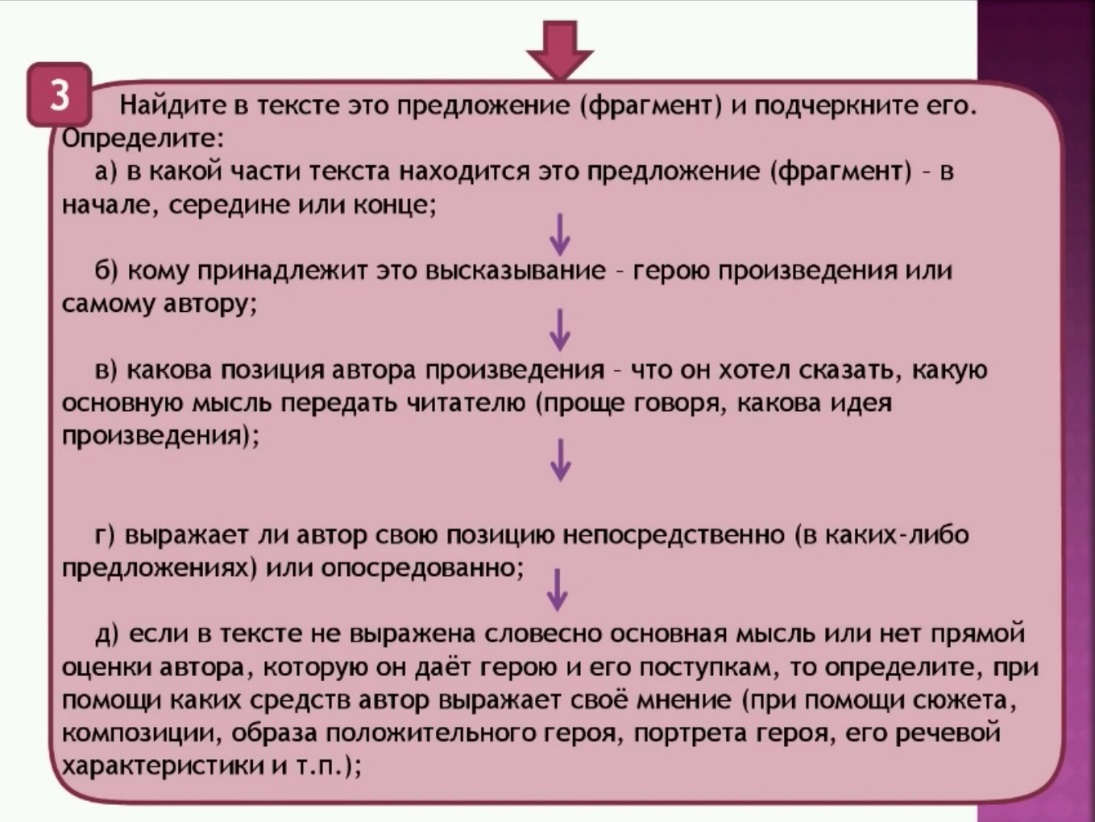 3
Найдите в тексте это предложение (фрагмент) и подчеркните его.
Определите:
а) в какой части текста находится это предложение (фрагмент) - в
начале, середине или конце;
б) кому принадлежит это высказывание - герою произведения или
самому автору;
в) какова позиция автора произведения - что он хотел сказать, какую
основную мысль передать читателю (проще говоря, какова идея
произведения);
г) выражает ли автор свою позицию непосредственно (в каких-либо
предложениях) или опосредованно;
д) если в тексте не выражена словесно основная мысль или нет прямой
оценки автора, которую он даёт герою и его поступкам, то определите, при
помощи каких средств автор выражает своё мнение (при помощи сюжета,
композиции, образа положительного героя, портрета героя, его речевой
характеристики и т.п.);